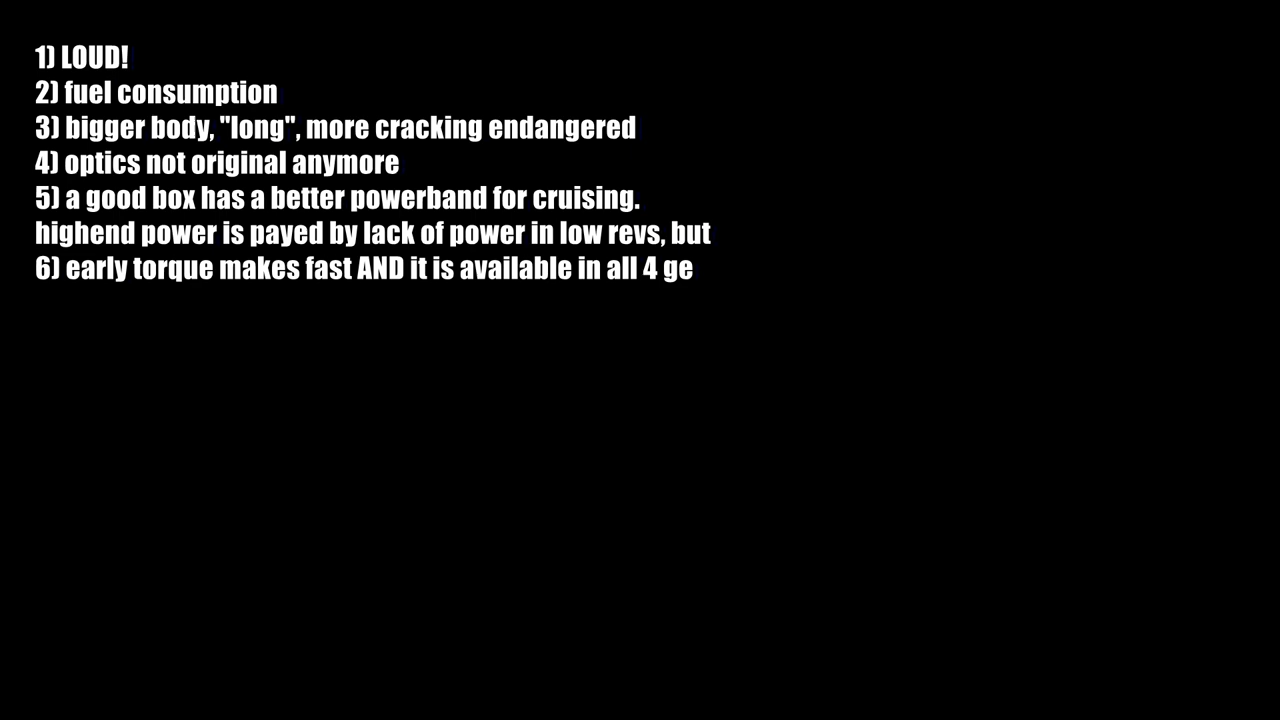 1) LOUD!
2) fuel consumption
3) bigger body, "long", more cracking endangered
4) optics not original anymore
5) a good box has a better powerband for cruising.
highend power is payed by lack of power in low revs, but
6) early torque makes fast AND it is available in all 4 ge